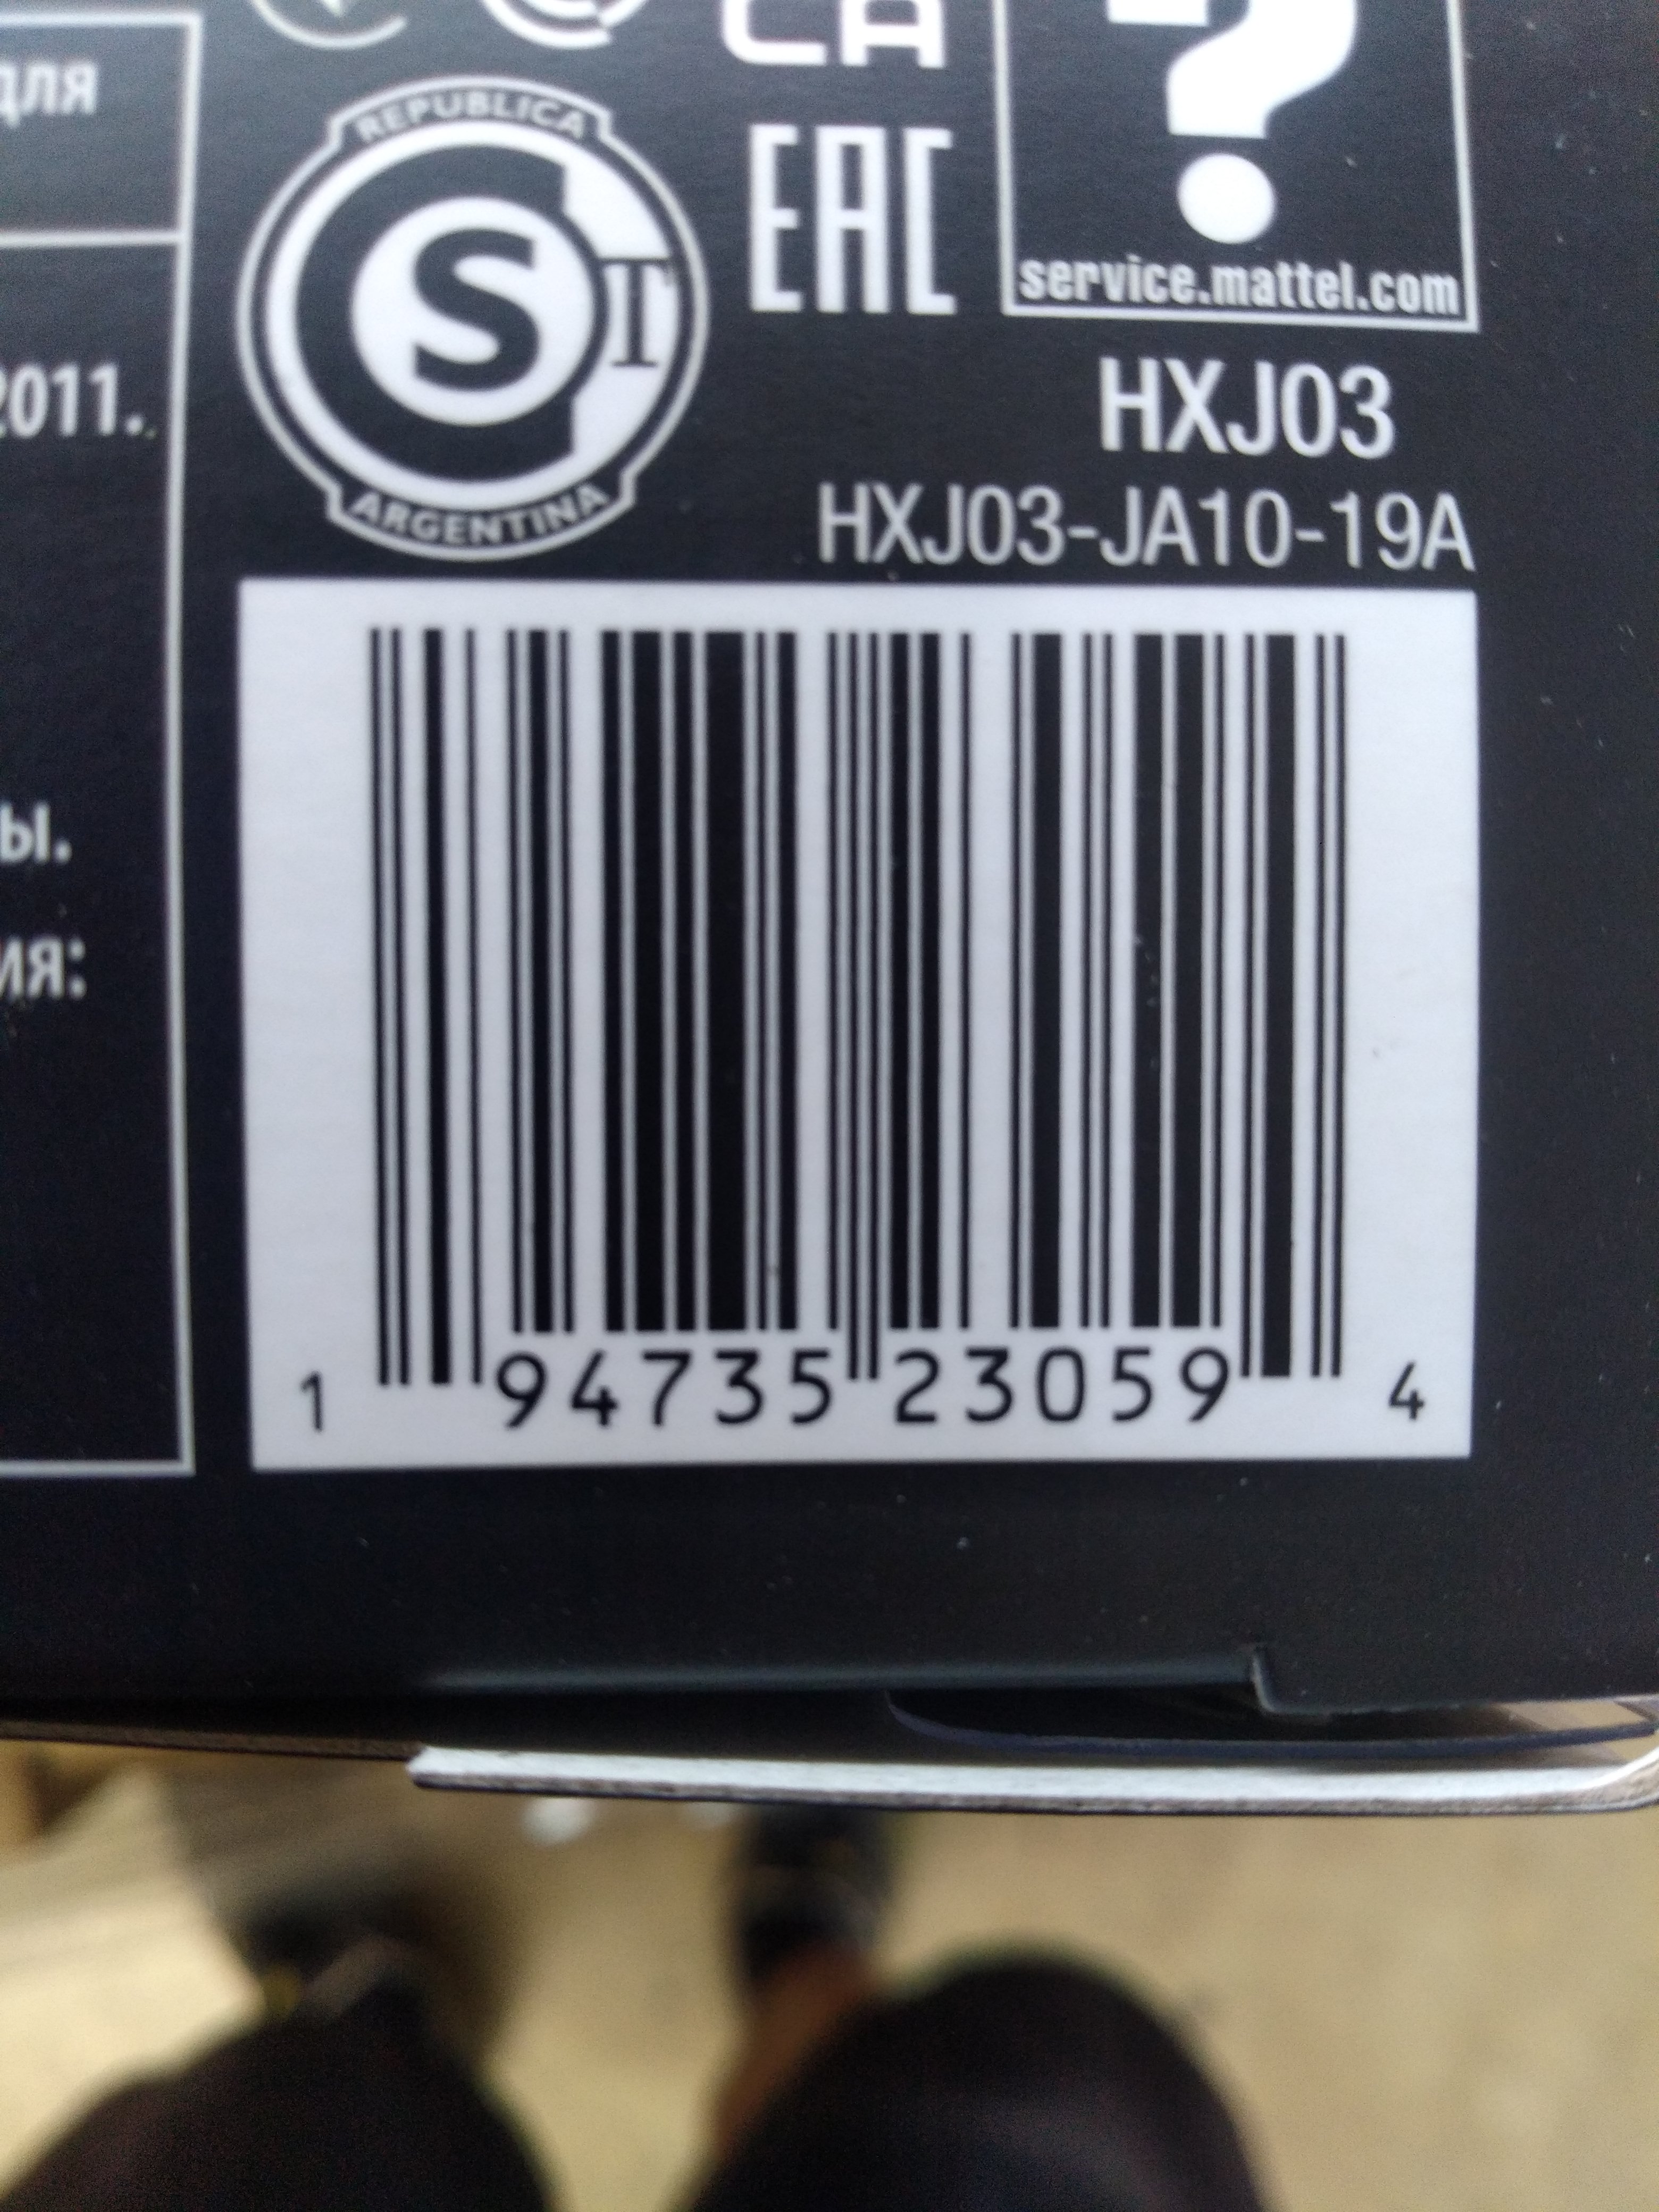 для
CA
REPUBLICA
S
T
ARGENTINA
EAC
?
service.mattel.com
2011.
HXJ03
HXJ03-JA10-19A
ы.
ия:
1 94735 23059 4